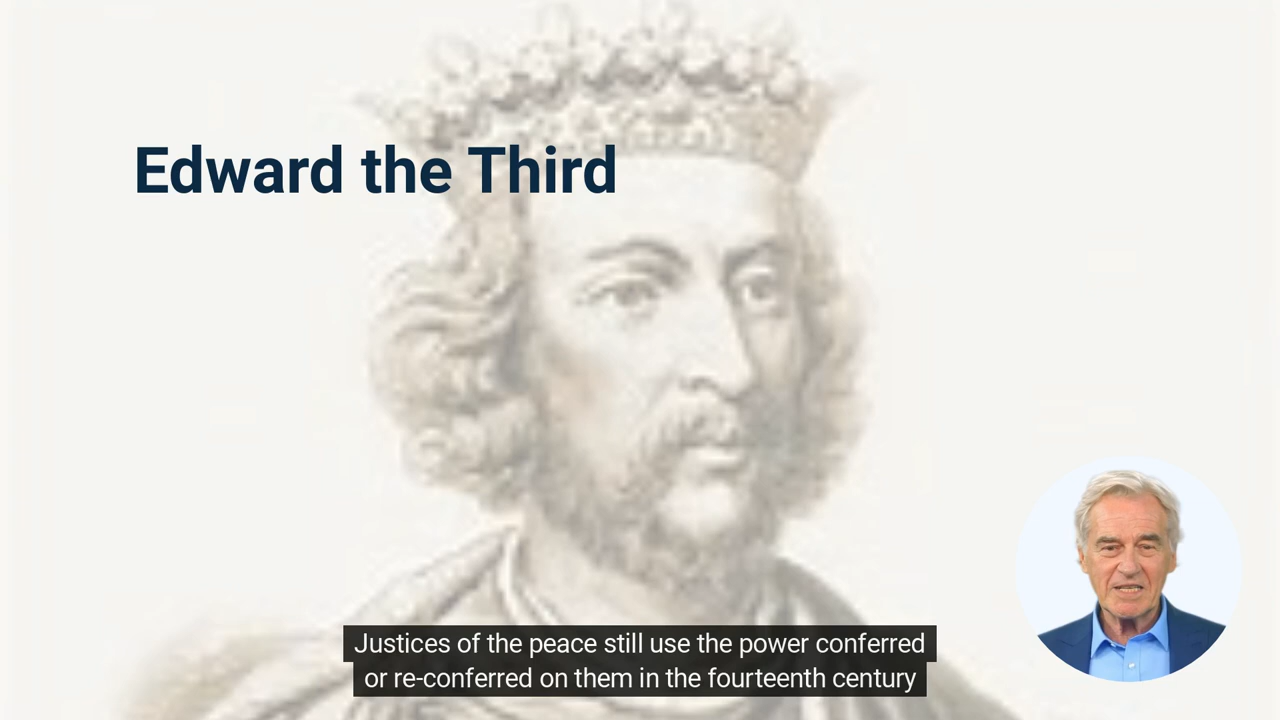 Edward the Third
Justices of the peace still use the power conferred
or re-conferred on them in the fourteenth century